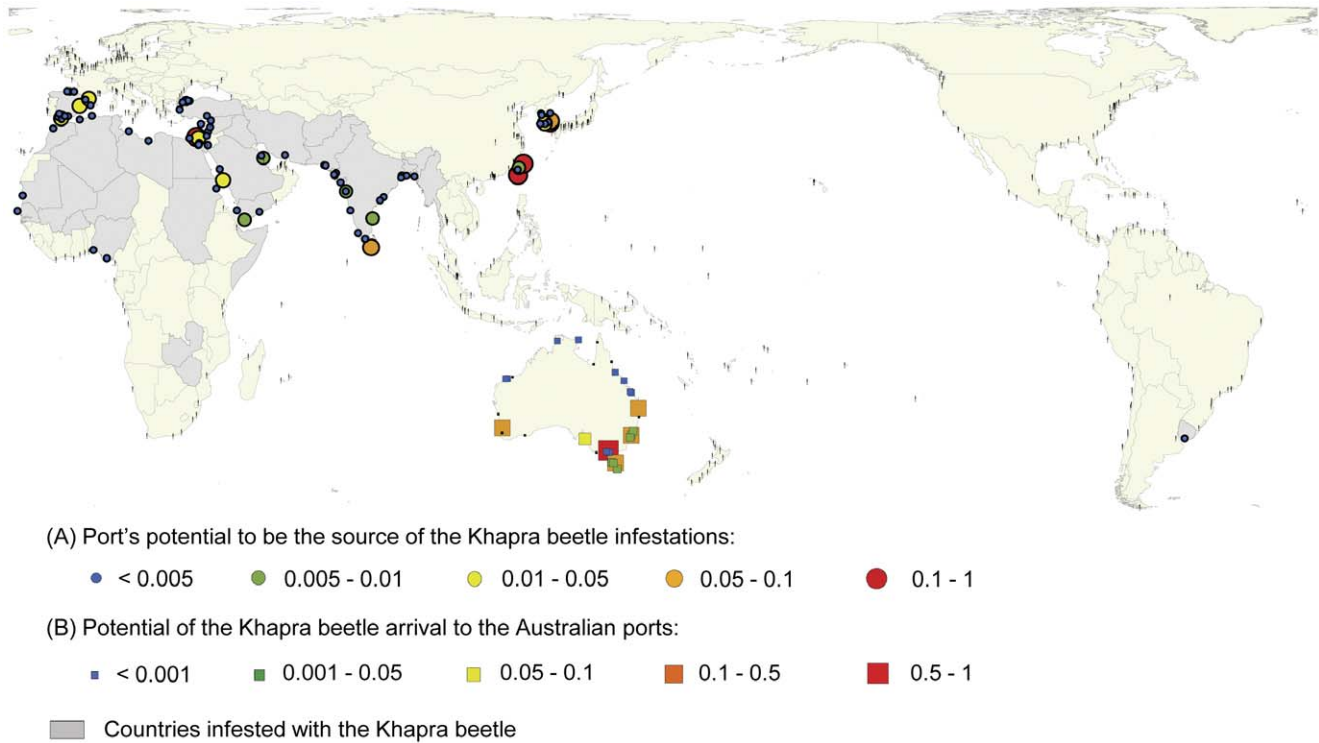 (A) Port's potential to be the source of the Khapra beetle infestations:
< 0.005 0.005 - 0.01 0.01 - 0.05 0.05 - 0.1 0.1 - 1
(B) Potential of the Khapra beetle arrival to the Australian ports:
< 0.001 0.001 - 0.05 0.05 - 0.1 0.1 - 0.5 0.5 - 1
Countries infested with the Khapra beetle